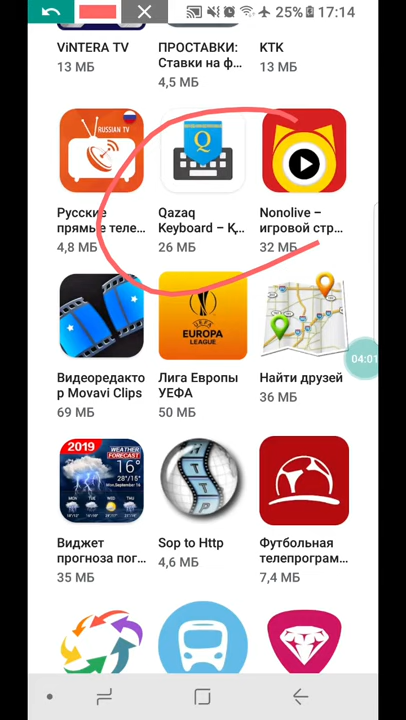 25% 17:14
ViNTERA TV
13 МБ
ПРОСТАВКИ:
Ставки на ф...
4,5 МБ
KTK
13 МБ
RUSSIAN TV
Русские
прямые теле...
4,8 МБ
Q
Qazaq
Keyboard – Қ...
26 МБ
Nonolive –
игровой стр...
32 МБ
Видеоредакто
р Movavi Clips
69 МБ
UEFA
EUROPA
LEAGUE
Лига Европы
УЕФА
50 МБ
Найти друзей
36 МБ
04:01
2019 WEATHER
FORECAST
16°
28°/15°
Виджет
прогноза пог...
35 МБ
HTTP
Sop to Http
4,6 МБ
Футбольная
телепрограм...
7,4 МБ